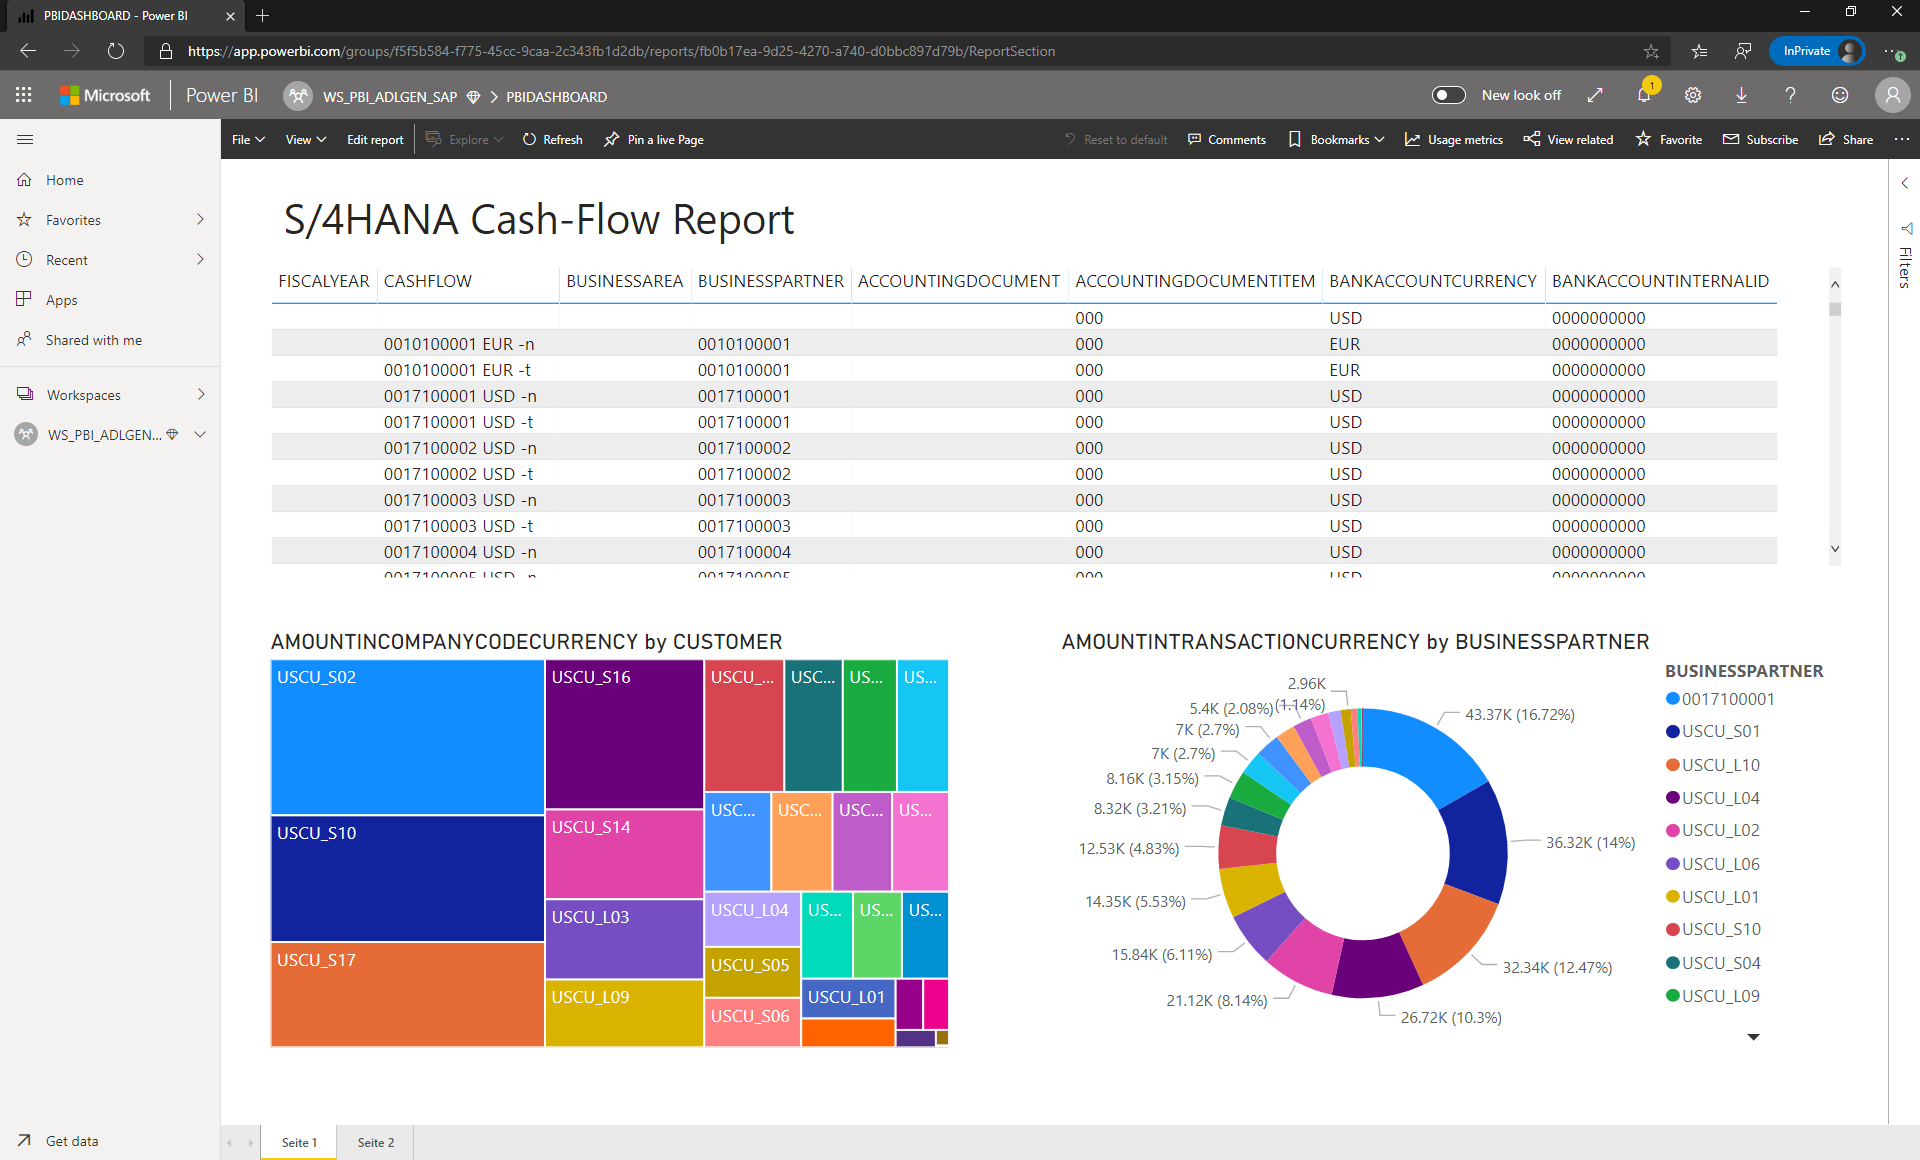 PBIDASHBOARD - Power BI
https://app.powerbi.com/groups/f5f5b584-f775-45cc-9caa-2c343fb1d2db/reports/fb0b17ea-9d25-4270-a740-d0bbc897d79b/ReportSection
InPrivate
Microsoft Power BI WS_PBI_ADLGEN_SAP > PBIDASHBOARD New look off 1
File View Edit report Explore Refresh Pin a live Page Reset to default Comments Bookmarks Usage metrics View related Favorite Subscribe Share
Home
Favorites
Recent
Apps
Shared with me
Workspaces
WS_PBI_ADLGEN...
Get data
Filters
S/4HANA Cash-Flow Report
FISCALYEAR CASHFLOW BUSINESSAREA BUSINESSPARTNER ACCOUNTINGDOCUMENT ACCOUNTINGDOCUMENTITEM BANKACCOUNTCURRENCY BANKACCOUNTINTERNALID
000 USD 0000000000
0010100001 EUR -n 0010100001 000 EUR 0000000000
0010100001 EUR -t 0010100001 000 EUR 0000000000
0017100001 USD -n 0017100001 000 USD 0000000000
0017100001 USD -t 0017100001 000 USD 0000000000
0017100002 USD -n 0017100002 000 USD 0000000000
0017100002 USD -t 0017100002 000 USD 0000000000
0017100003 USD -n 0017100003 000 USD 0000000000
0017100003 USD -t 0017100003 000 USD 0000000000
0017100004 USD -n 0017100004 000 USD 0000000000
0017100005 USD -n 0017100005 000 USD 0000000000
AMOUNTINCOMPANYCODECURRENCY by CUSTOMER
USCU_S02
USCU_S10
USCU_S17
USCU_S16
USCU_S14
USCU_L03
USCU_L09
USCU_... USC... US... US...
USC... USC... USC... US...
USCU_L04 US... US... US...
USCU_S05
USCU_S06
USCU_L01
AMOUNTINTRANSACTIONCURRENCY by BUSINESSPARTNER
43.37K (16.72%)
36.32K (14%)
32.34K (12.47%)
26.72K (10.3%)
21.12K (8.14%)
15.84K (6.11%)
14.35K (5.53%)
12.53K (4.83%)
8.32K (3.21%)
8.16K (3.15%)
7K (2.7%)
7K (2.7%)
5.4K (2.08%)
2.96K
(1.14%)
BUSINESSPARTNER
0017100001
USCU_S01
USCU_L10
USCU_L04
USCU_L02
USCU_L06
USCU_L01
USCU_S10
USCU_S04
USCU_L09
Seite 1 Seite 2